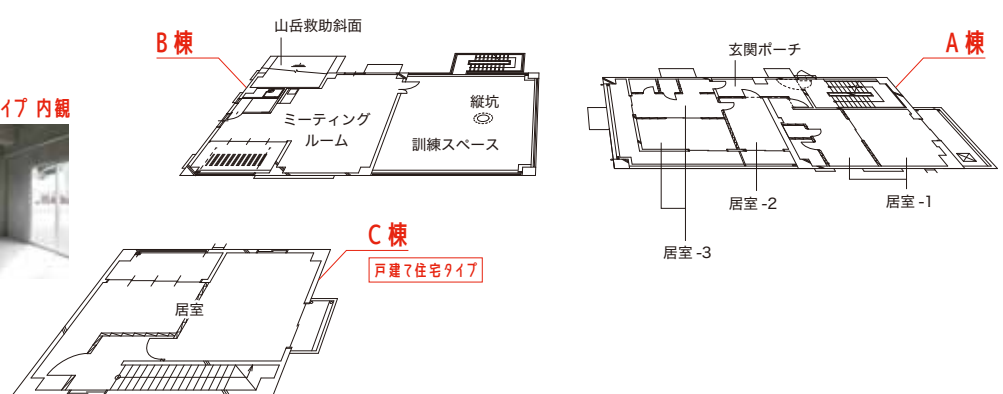 山岳救助斜面
B棟
A棟
玄関ポーチ
イプ 内観
縦坑
ミーティング
ルーム
訓練スペース
居室-2
居室-1
居室-3
C棟
戸建て住宅タイプ
居室